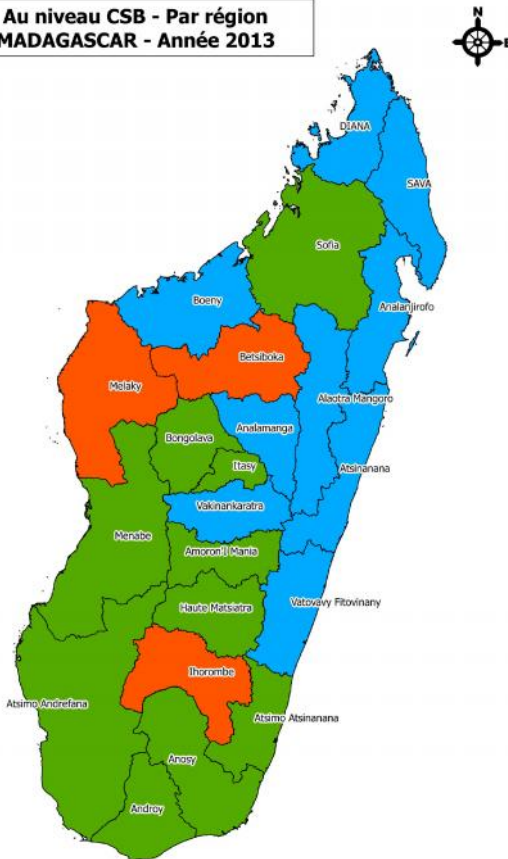 Au niveau CSB - Par région
MADAGASCAR - Année 2013
N
E
DIANA
SAVA
Sofia
Boeny
Analanjirofo
Betsiboka
Melaky
Alaotra Mangoro
Analamanga
Bongolava
Itasy
Atsinanana
Vakinankaratra
Menabe
Amoron'I Mania
Haute Matsiatra
Vatovavy Fitovinany
Ihorombe
Atsimo Andrefana
Atsimo Atsinanana
Anosy
Androy